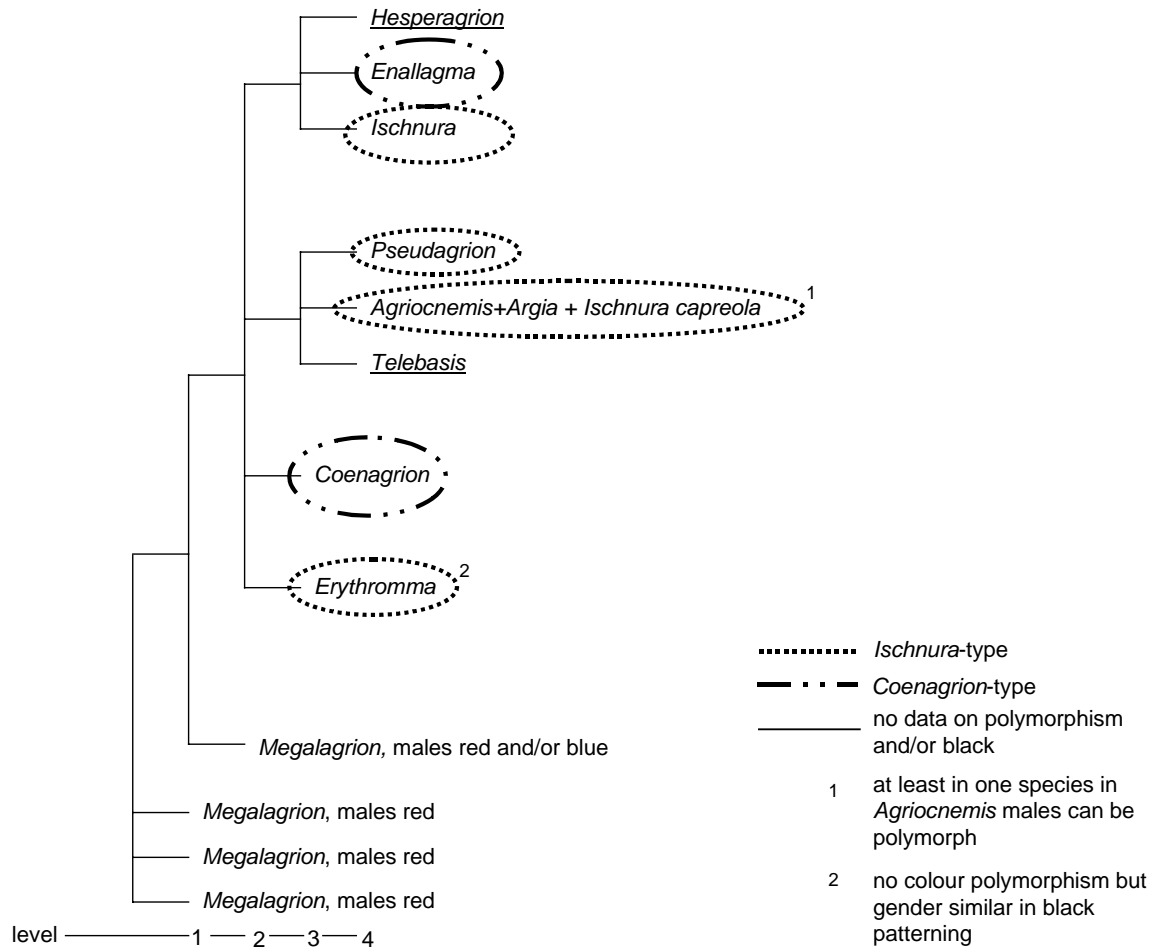 Hesperagrion
Enallagma
Ischnura
Pseudagrion
Agriocnemis+Argia + Ischnura capreola 1
Telebasis
Coenagrion
Erythromma 2
Megalagrion, males red and/or blue
Megalagrion, males red
Megalagrion, males red
Megalagrion, males red
level 1 2 3 4
Ischnura-type
Coenagrion-type
no data on polymorphism
and/or black
1 at least in one species in
Agriocnemis males can be
polymorph
2 no colour polymorphism but
gender similar in black
patterning